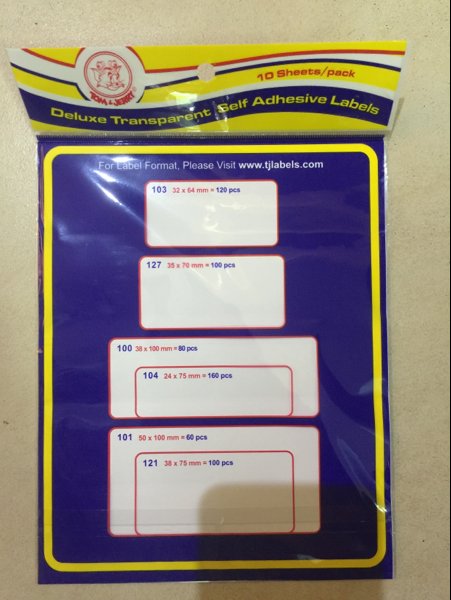 TOM & JERRY
10 Sheets/pack
Deluxe Transparent Self Adhesive Labels
For Label Format, Please Visit www.tjlabels.com
103 32 x 64 mm = 120 pcs
127 35 x 70 mm = 100 pcs
100 38 x 100 mm = 80 pcs
104 24 x 75 mm = 160 pcs
101 50 x 100 mm = 60 pcs
121 38 x 75 mm = 100 pcs